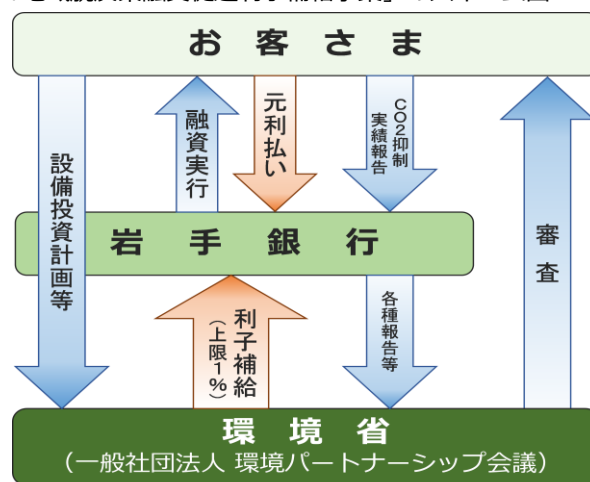 お客さま
設備投資計画等
融資実行
元利払い
CO2抑制
実績報告
審査
岩手銀行
利子補給
(上限1%)
各種報告等
環境省
(一般社団法人 環境パートナーシップ会議)